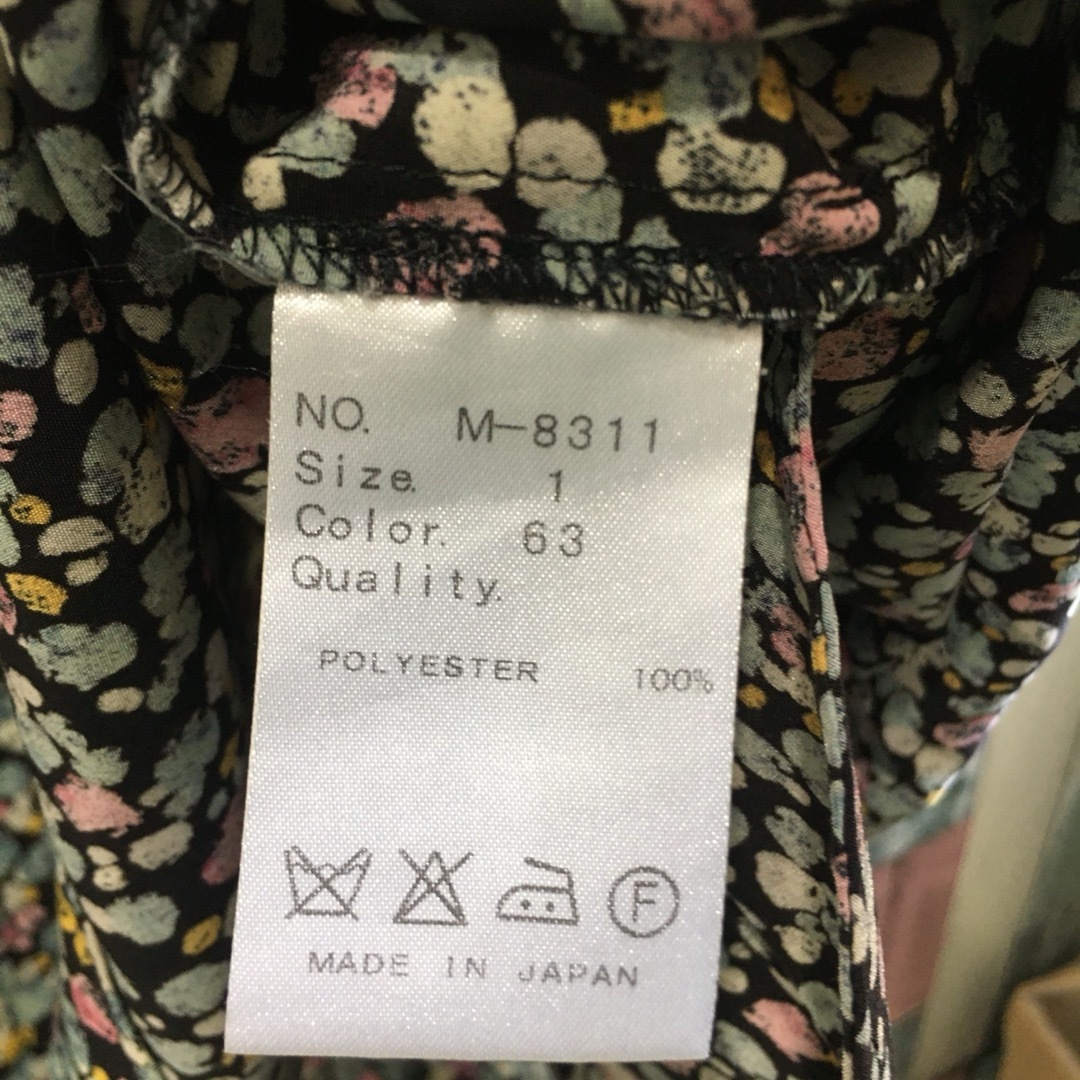 NO. M-8311
Size. 1
Color. 63
Quality.
POLYESTER 100%
F
MADE IN JAPAN